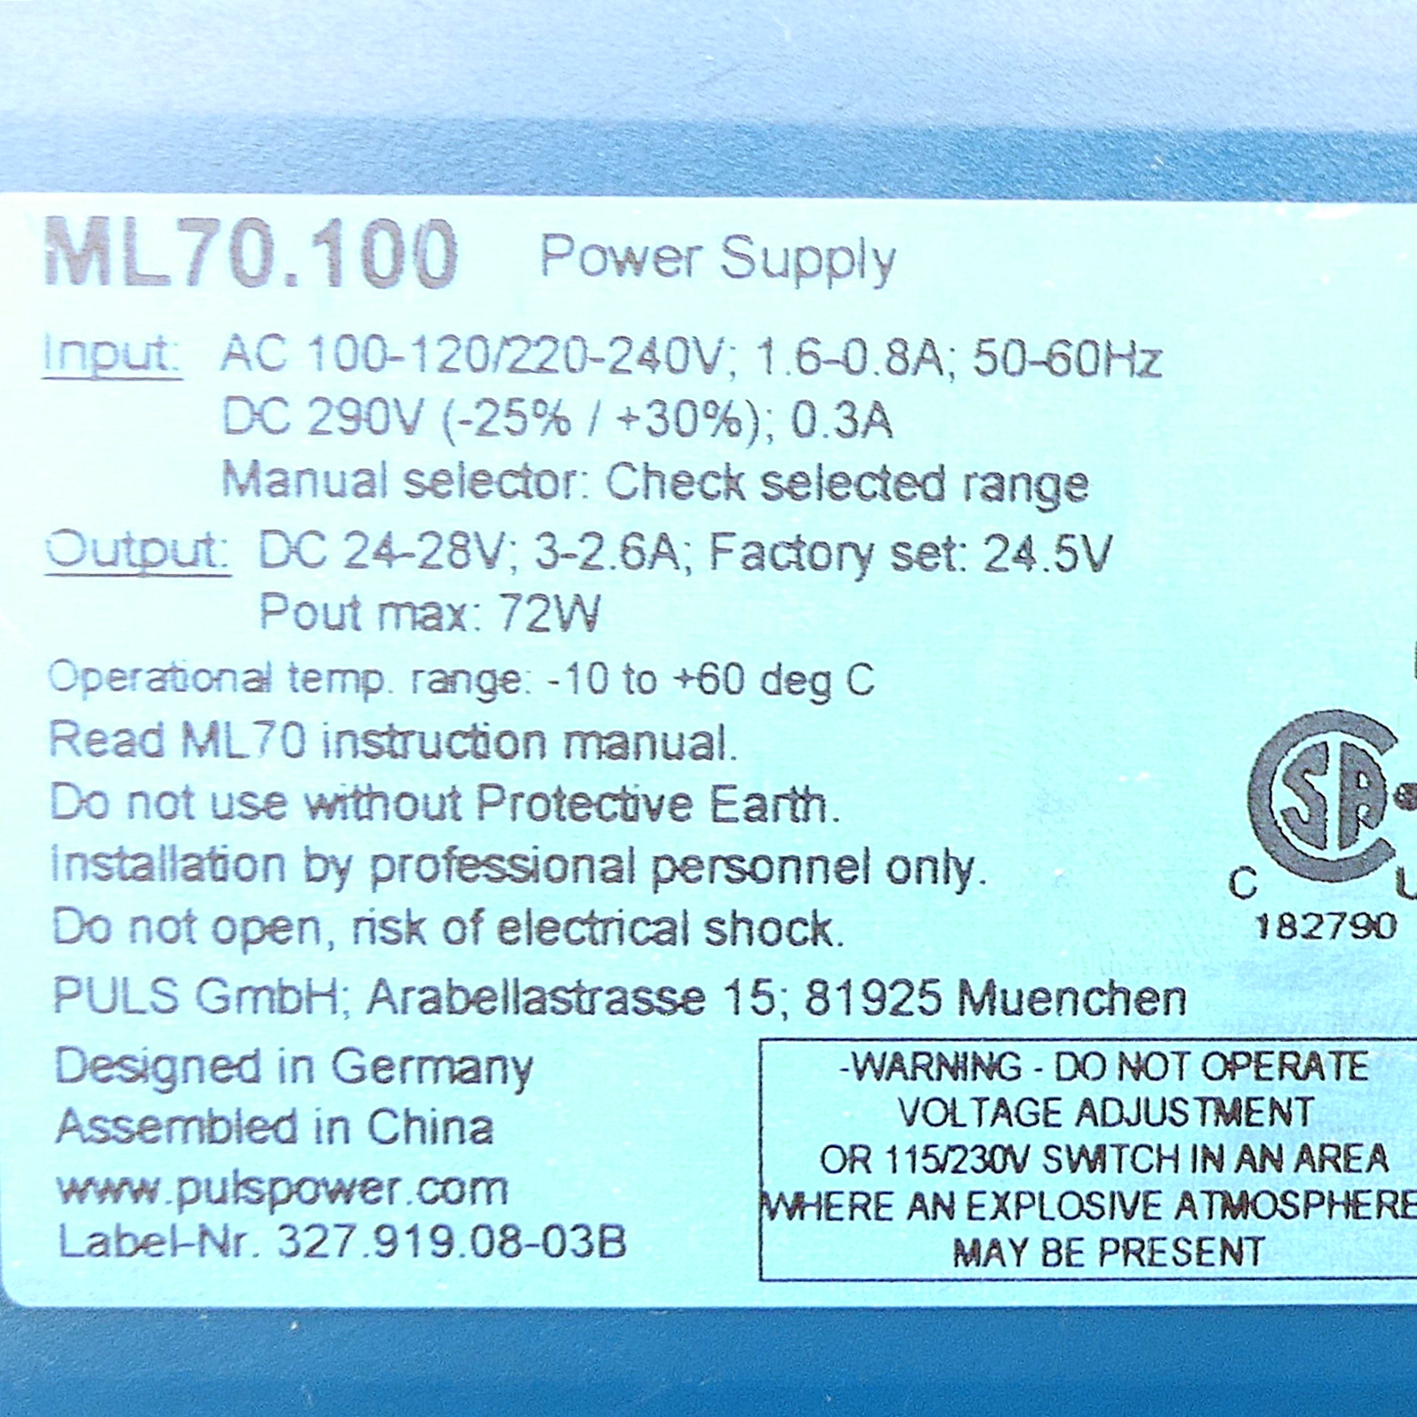 ML70.100 Power Supply
Input: AC 100-120/220-240V; 1.6-0.8A; 50-60Hz
DC 290V (-25% / +30%); 0.3A
Manual selector: Check selected range
Output: DC 24-28V; 3-2.6A; Factory set: 24.5V
Pout max: 72W
Operational temp. range: -10 to +60 deg C
Read ML70 instruction manual.
Do not use without Protective Earth.
Installation by professional personnel only.
Do not open, risk of electrical shock.
PULS GmbH; Arabellastrasse 15; 81925 Muenchen
Designed in Germany
Assembled in China
www.pulspower.com
Label-Nr. 327.919.08-03B
SA
C U
182790
-WARNING - DO NOT OPERATE
VOLTAGE ADJUSTMENT
OR 115/230V SWITCH IN AN AREA
WHERE AN EXPLOSIVE ATMOSPHERE
MAY BE PRESENT